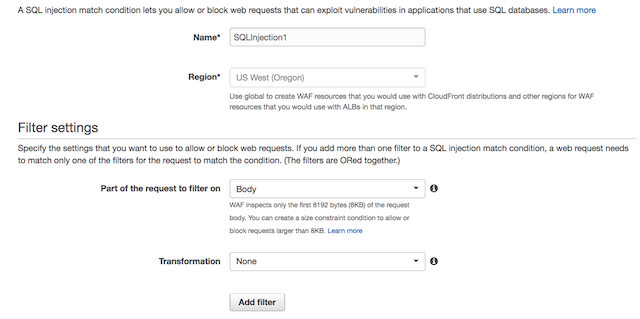 A SQL injection match condition lets you allow or block web requests that can exploit vulnerabilities in applications that use SQL databases. Learn more
Name* SQLInjection1
Region* US West (Oregon)
Use global to create WAF resources that you would use with CloudFront distributions and other regions for WAF
resources that you would use with ALBs in that region.
Filter settings
Specify the settings that you want to use to allow or block web requests. If you add more than one filter to a SQL injection match condition, a web request needs
to match only one of the filters for the request to match the condition. (The filters are ORed together.)
Part of the request to filter on Body
WAF inspects only the first 8192 bytes (8KB) of the request
body. You can create a size constraint condition to allow or
block requests larger than 8KB. Learn more
Transformation None
Add filter